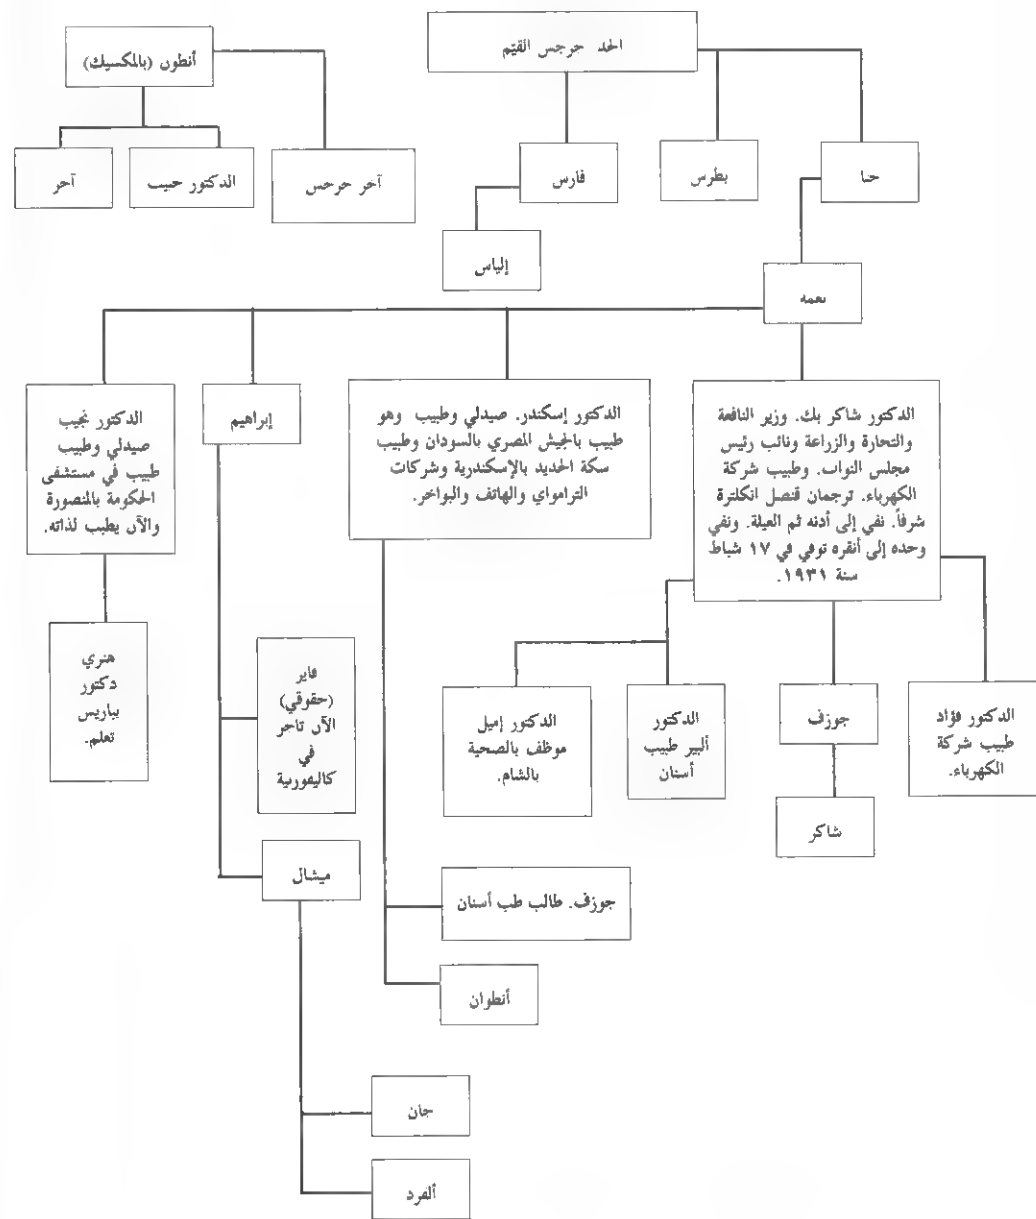 الجد جرجس القيّم
أنطون (بالمكسيك)
حنا
بطرس
فارس
آخر جرجس
الدكتور حبيب
آخر
إلياس
نعمه
الدكتور شاكر بك. وزير النافعة
والتجارة والزراعة ونائب رئيس
مجلس النواب. وطبيب شركة
الكهرباء. ترجمان قنصل انكلترة
شرفاً. نفي إلى أدنه ثم العيلة. ونفي
وحده إلى أنقره توفي في ١٧ شباط
سنة ١٩٣١.
الدكتور إسكندر. صيدلي وطبيب وهو
طبيب بالجيش المصري بالسودان وطبيب
سكة الحديد بالإسكندرية وشركات
الترامواي والهاتف والبواخر.
إبراهيم
الدكتور نجيب
صيدلي وطبيب
طبيب في مستشفى
الحكومة بالمنصورة
والآن يطبب لذاته.
الدكتور فؤاد
طبيب شركة
الكهرباء.
جوزف
الدكتور
ألبير طبيب
أسنان
الدكتور إميل
موظف بالصحية
بالشام.
فايز
(حقوقي)
الآن تاجر
في
كاليفورنية
هنري
دكتور
بباريس
تعلم.
شاكر
ميشال
جوزف. طالب طب أسنان
أنطوان
جان
ألفرد